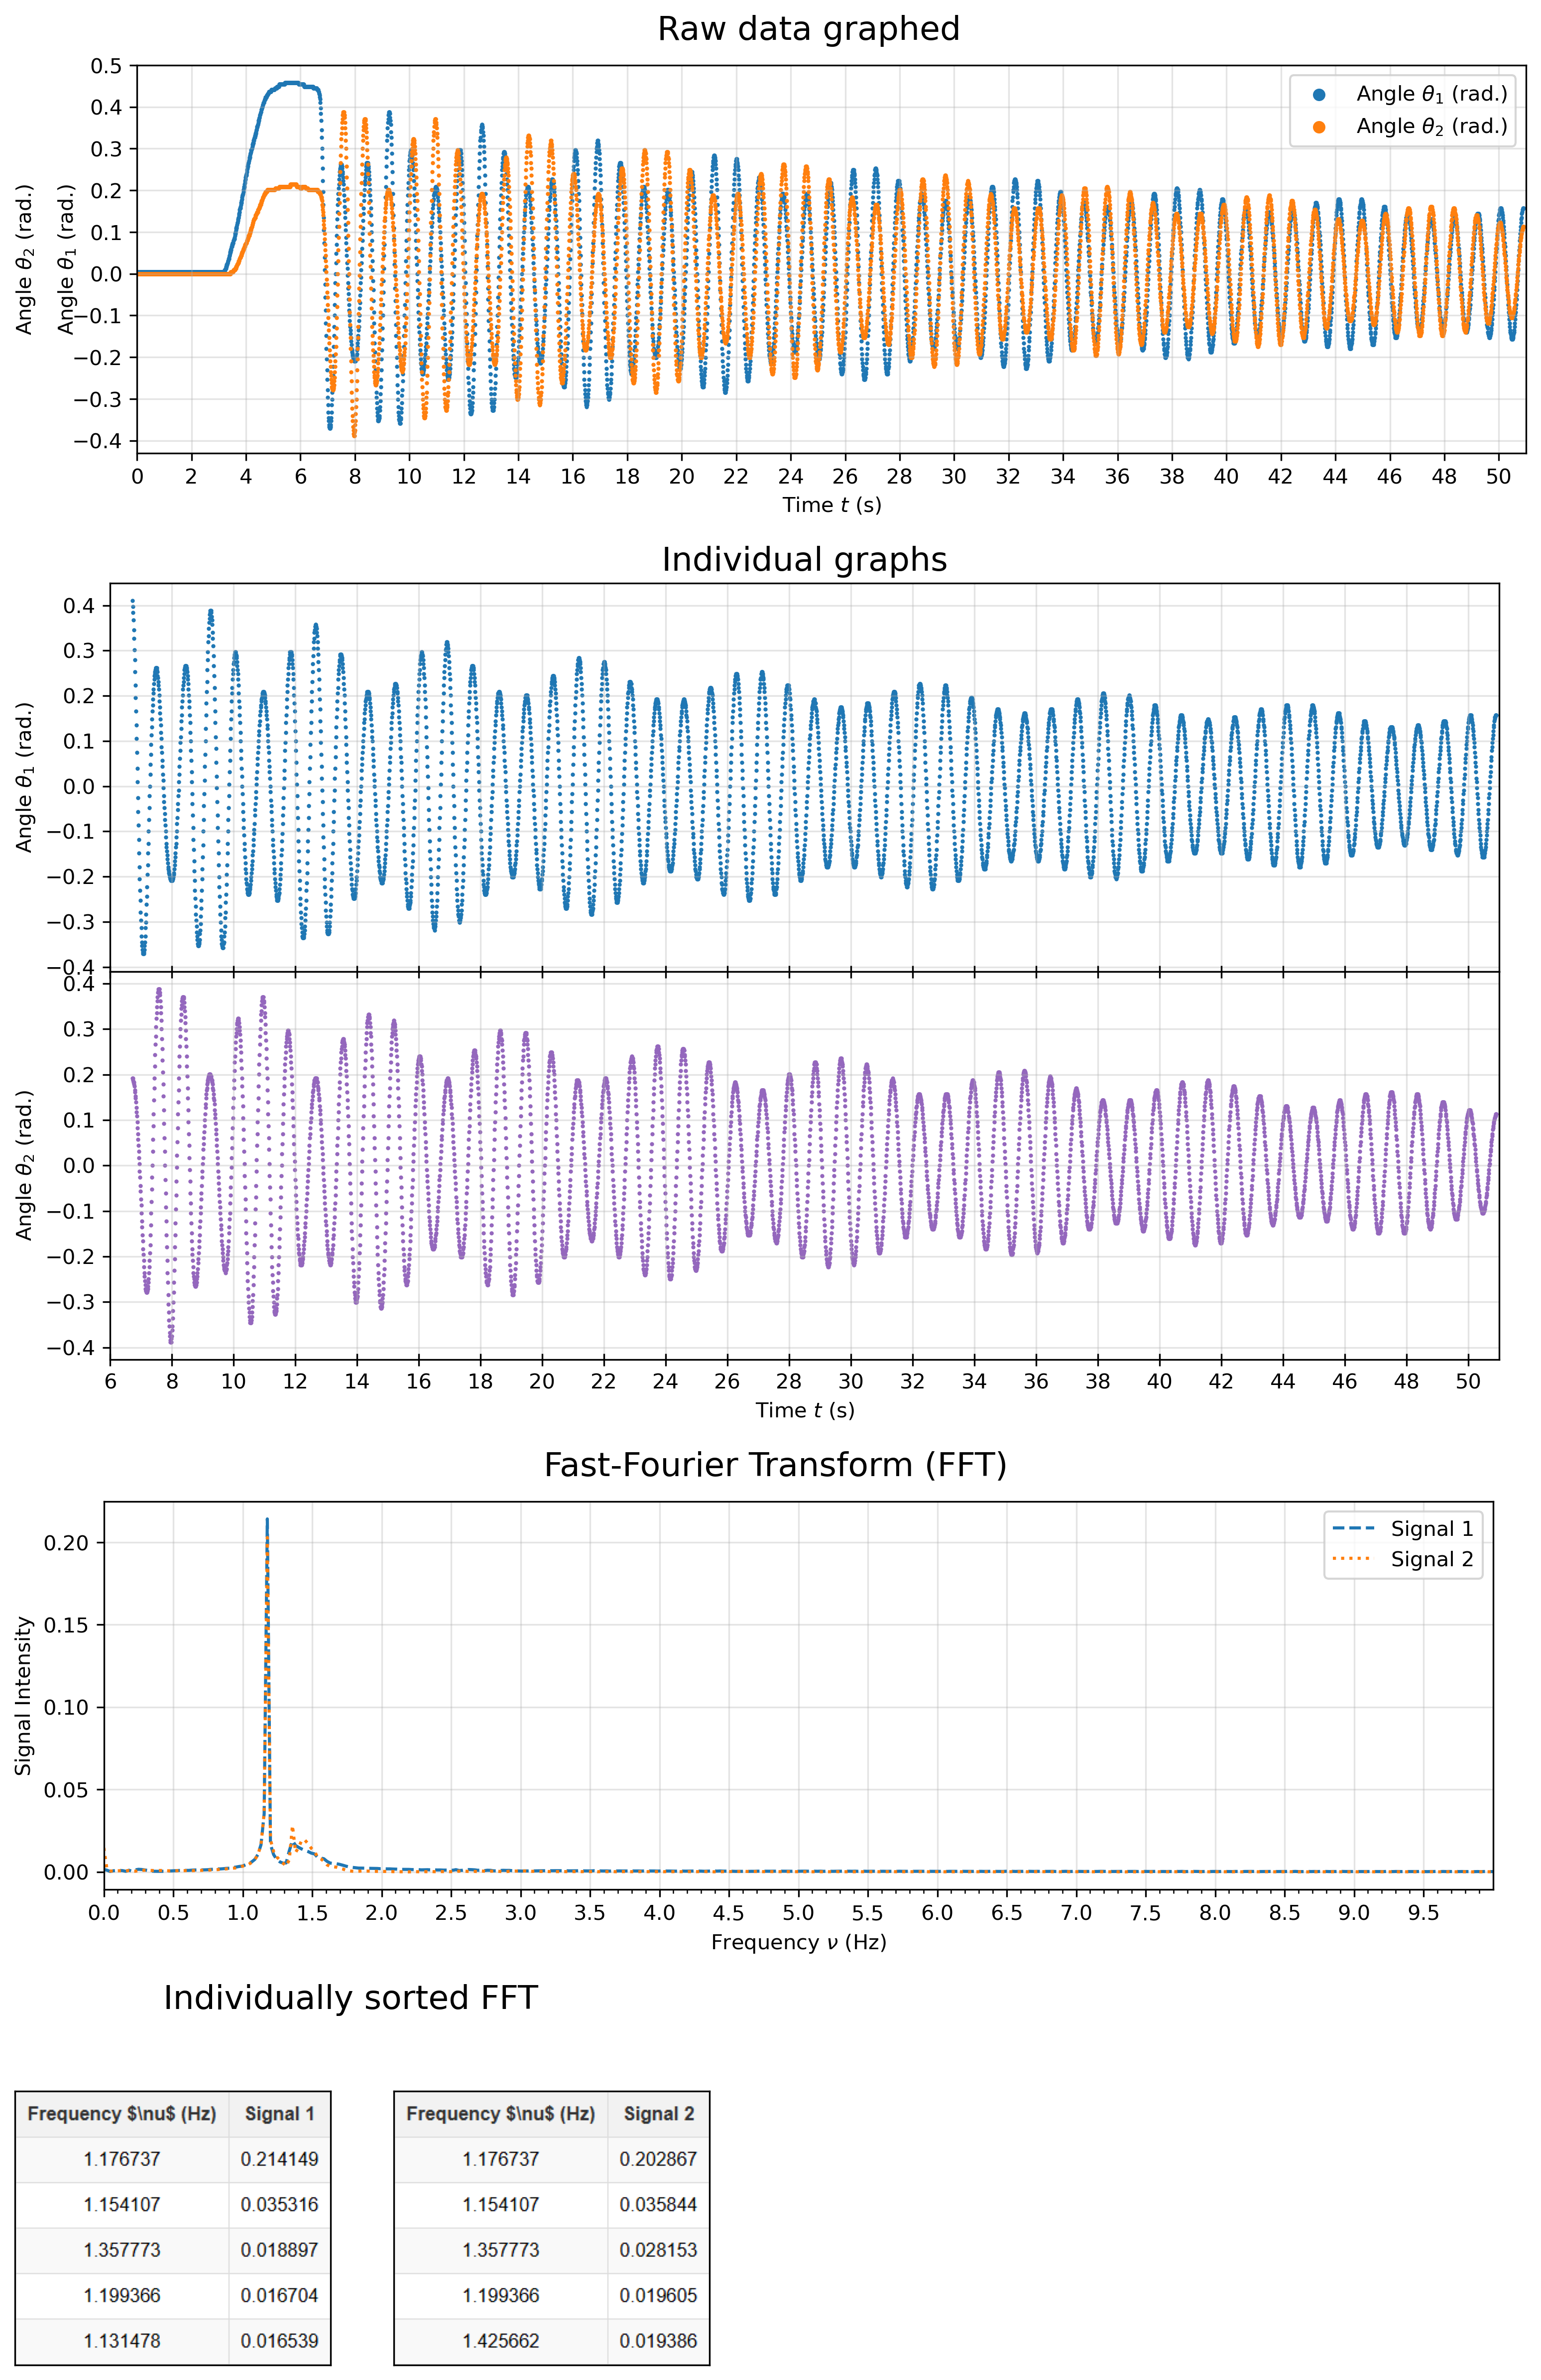 Raw data graphed
Angle θ₂ (rad.)
Angle θ₁ (rad.)
0.5
0.4
0.3
0.2
0.1
0.0
−0.1
−0.2
−0.3
−0.4
Angle θ₁ (rad.)
Angle θ₂ (rad.)
0 2 4 6 8 10 12 14 16 18 20 22 24 26 28 30 32 34 36 38 40 42 44 46 48 50
Time t (s)
Individual graphs
Angle θ₁ (rad.)
0.4
0.3
0.2
0.1
0.0
−0.1
−0.2
−0.3
−0.4
Angle θ₂ (rad.)
0.4
0.3
0.2
0.1
0.0
−0.1
−0.2
−0.3
−0.4
6 8 10 12 14 16 18 20 22 24 26 28 30 32 34 36 38 40 42 44 46 48 50
Time t (s)
Fast-Fourier Transform (FFT)
Signal Intensity
0.20
0.15
0.10
0.05
0.00
Signal 1
Signal 2
0.0 0.5 1.0 1.5 2.0 2.5 3.0 3.5 4.0 4.5 5.0 5.5 6.0 6.5 7.0 7.5 8.0 8.5 9.0 9.5
Frequency ν (Hz)
Individually sorted FFT
Frequency $\nu$ (Hz) Signal 1
1.176737 0.214149
1.154107 0.035316
1.357773 0.018897
1.199366 0.016704
1.131478 0.016539
Frequency $\nu$ (Hz) Signal 2
1.176737 0.202867
1.154107 0.035844
1.357773 0.028153
1.199366 0.019605
1.425662 0.019386